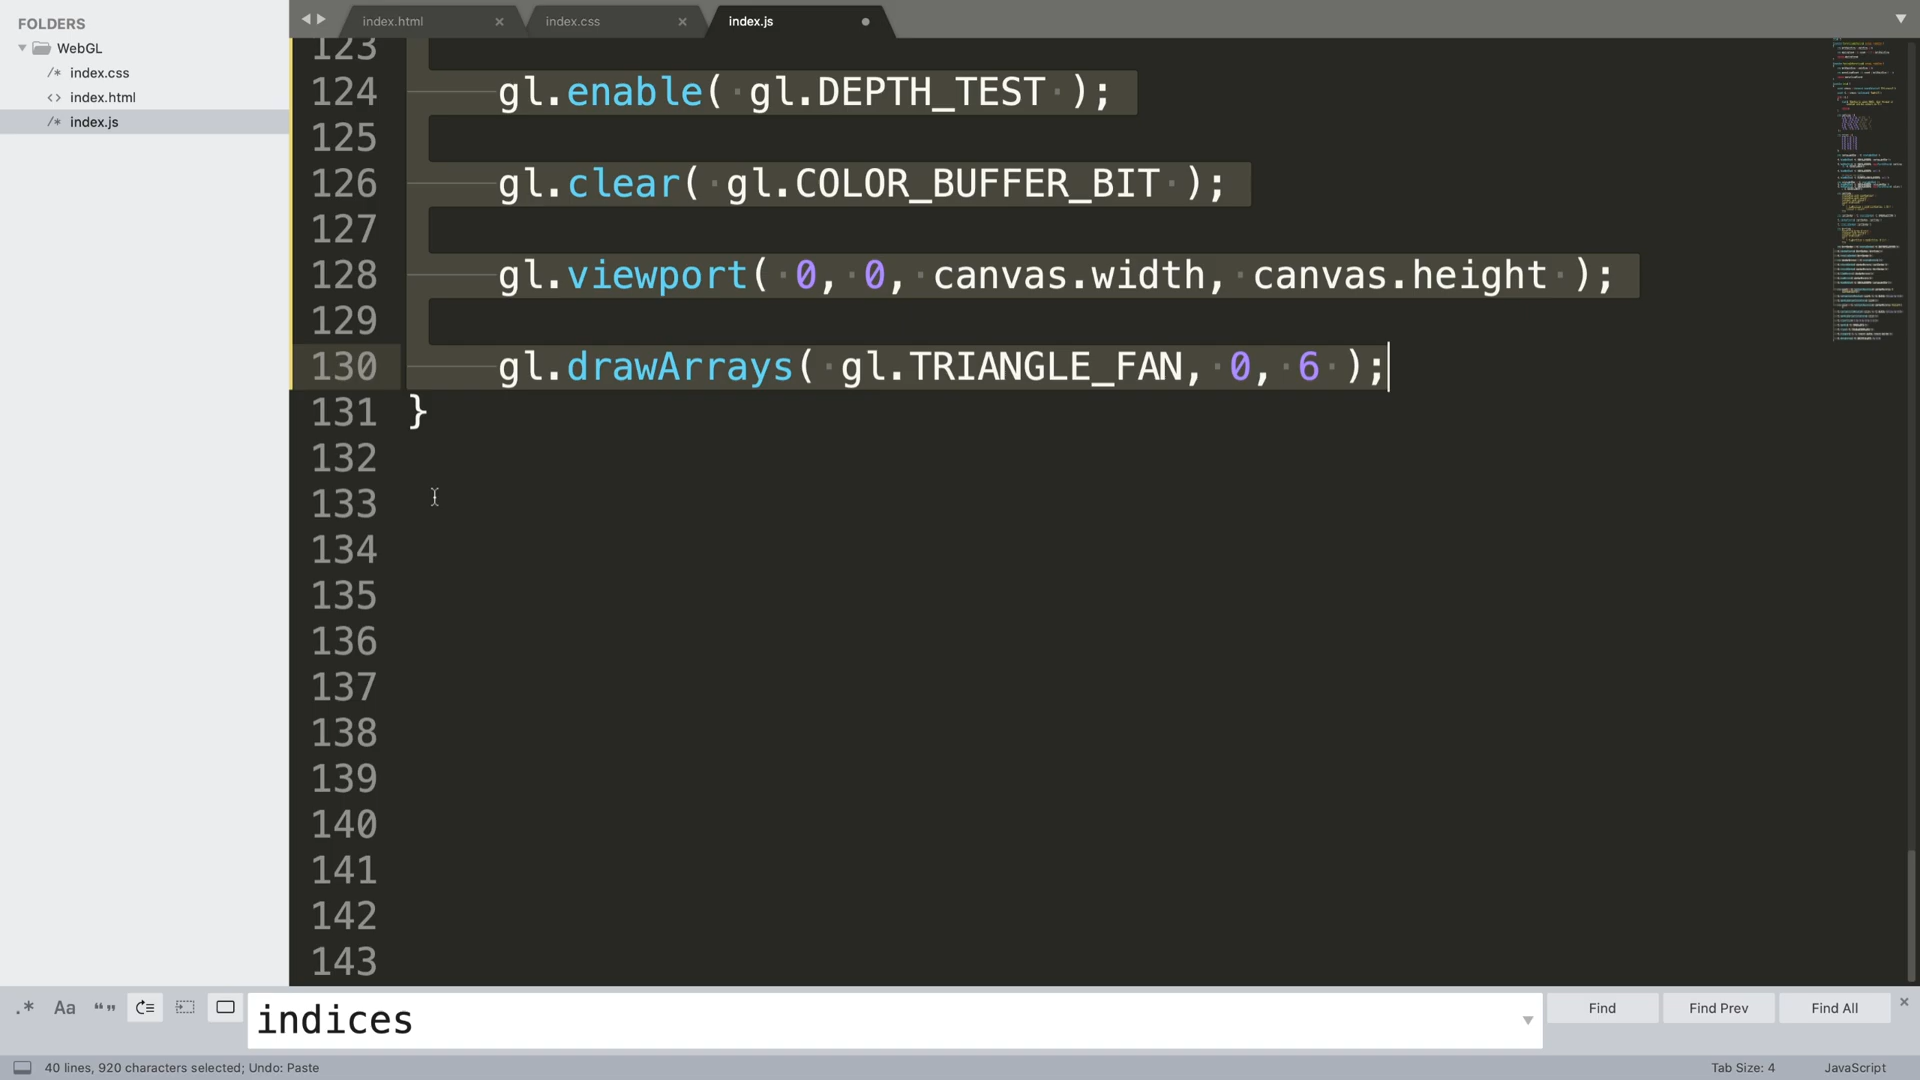 FOLDERS
WebGL
/* index.css
<> index.html
/* index.js
index.html
index.css
index.js
123
124 gl.enable( gl.DEPTH_TEST );
125
126 gl.clear( gl.COLOR_BUFFER_BIT );
127
128 gl.viewport( 0, 0, canvas.width, canvas.height );
129
130 gl.drawArrays( gl.TRIANGLE_FAN, 0, 6 );
131 }
132
133
134
135
136
137
138
139
140
141
142
143
.* Aa “” indices Find Find Prev Find All
40 lines, 920 characters selected; Undo: Paste Tab Size: 4 JavaScript